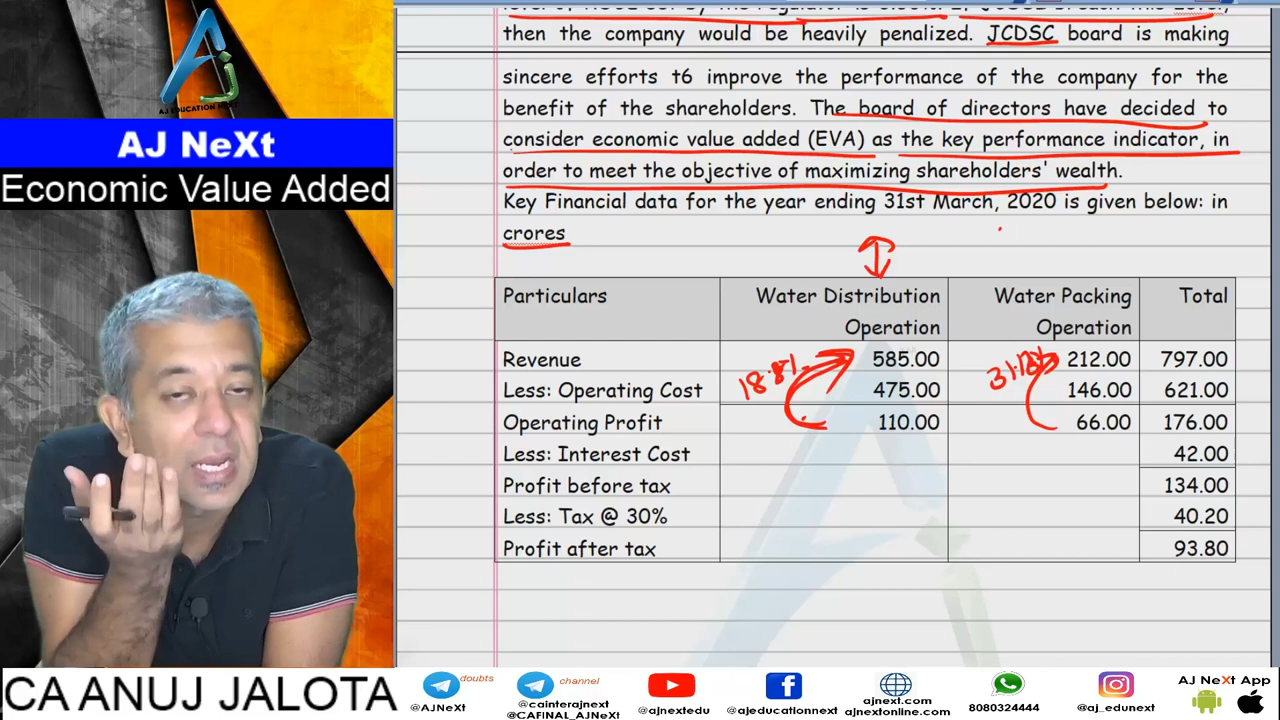 then the company would be heavily penalized. JCDSC board is making
sincere efforts t6 improve the performance of the company for the
benefit of the shareholders. The board of directors have decided to
consider economic value added (EVA) as the key performance indicator, in
order to meet the objective of maximizing shareholders' wealth.
Key Financial data for the year ending 31st March, 2020 is given below: in
crores
Particulars Water Distribution Operation Water Packing Operation Total
Revenue 585.00 212.00 797.00
18.8%
Less: Operating Cost 475.00 146.00 621.00
Operating Profit 110.00 66.00 176.00
Less: Interest Cost 42.00
Profit before tax 134.00
Less: Tax @ 30% 40.20
Profit after tax 93.80
AJ EDUCATION NEXT
AJ NeXt
Economic Value Added
CA ANUJ JALOTA
doubts
@AJNeXt
channel
@cainterajnext
@CAFINAL_AJNeXt
@ajnextedu
@ajeducationnext
ajnext.com
ajnextonline.com
8080324444
@aj_edunext
AJ NeXt App